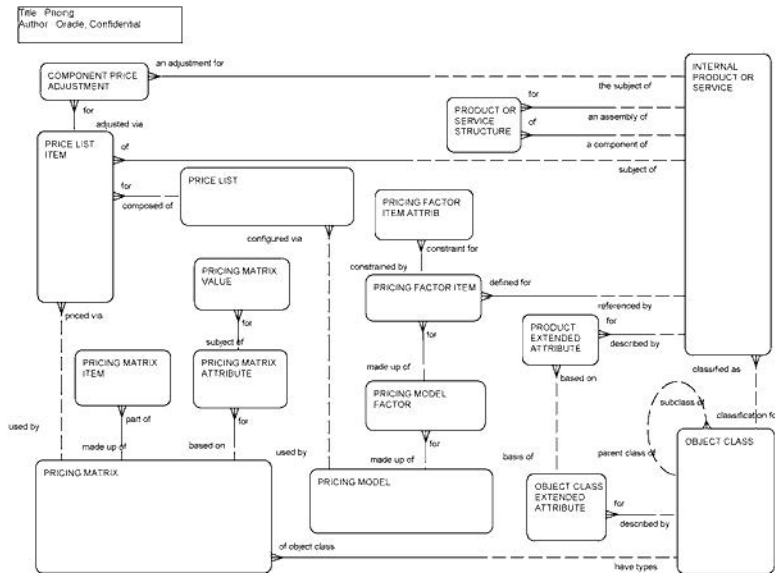 Title Pricing
Author Oracle, Confidential
an adjustment for
COMPONENT PRICE
ADJUSTMENT
INTERNAL
PRODUCT OR
SERVICE
the subject of
for
adjusted via
for
PRODUCT OR
SERVICE
STRUCTURE
an assembly of
of
a component of
PRICE LIST
ITEM
of
subject of
for
composed of
PRICE LIST
PRICING FACTOR
ITEM ATTRIB
configured via
constraint for
constrained by
PRICING MATRIX
VALUE
PRICING FACTOR ITEM
defined for
referenced by
priced via
for
subject of
for
PRODUCT
EXTENDED
ATTRIBUTE
for
described by
PRICING MATRIX
ITEM
PRICING MATRIX
ATTRIBUTE
made up of
based on
classified as
PRICING MODEL
FACTOR
subclass of
classification for
used by
part of
for
made up of
based on
used by
for
made up of
basis of
parent class of
OBJECT CLASS
PRICING MATRIX
PRICING MODEL
OBJECT CLASS
EXTENDED
ATTRIBUTE
for
described by
of object class
have types